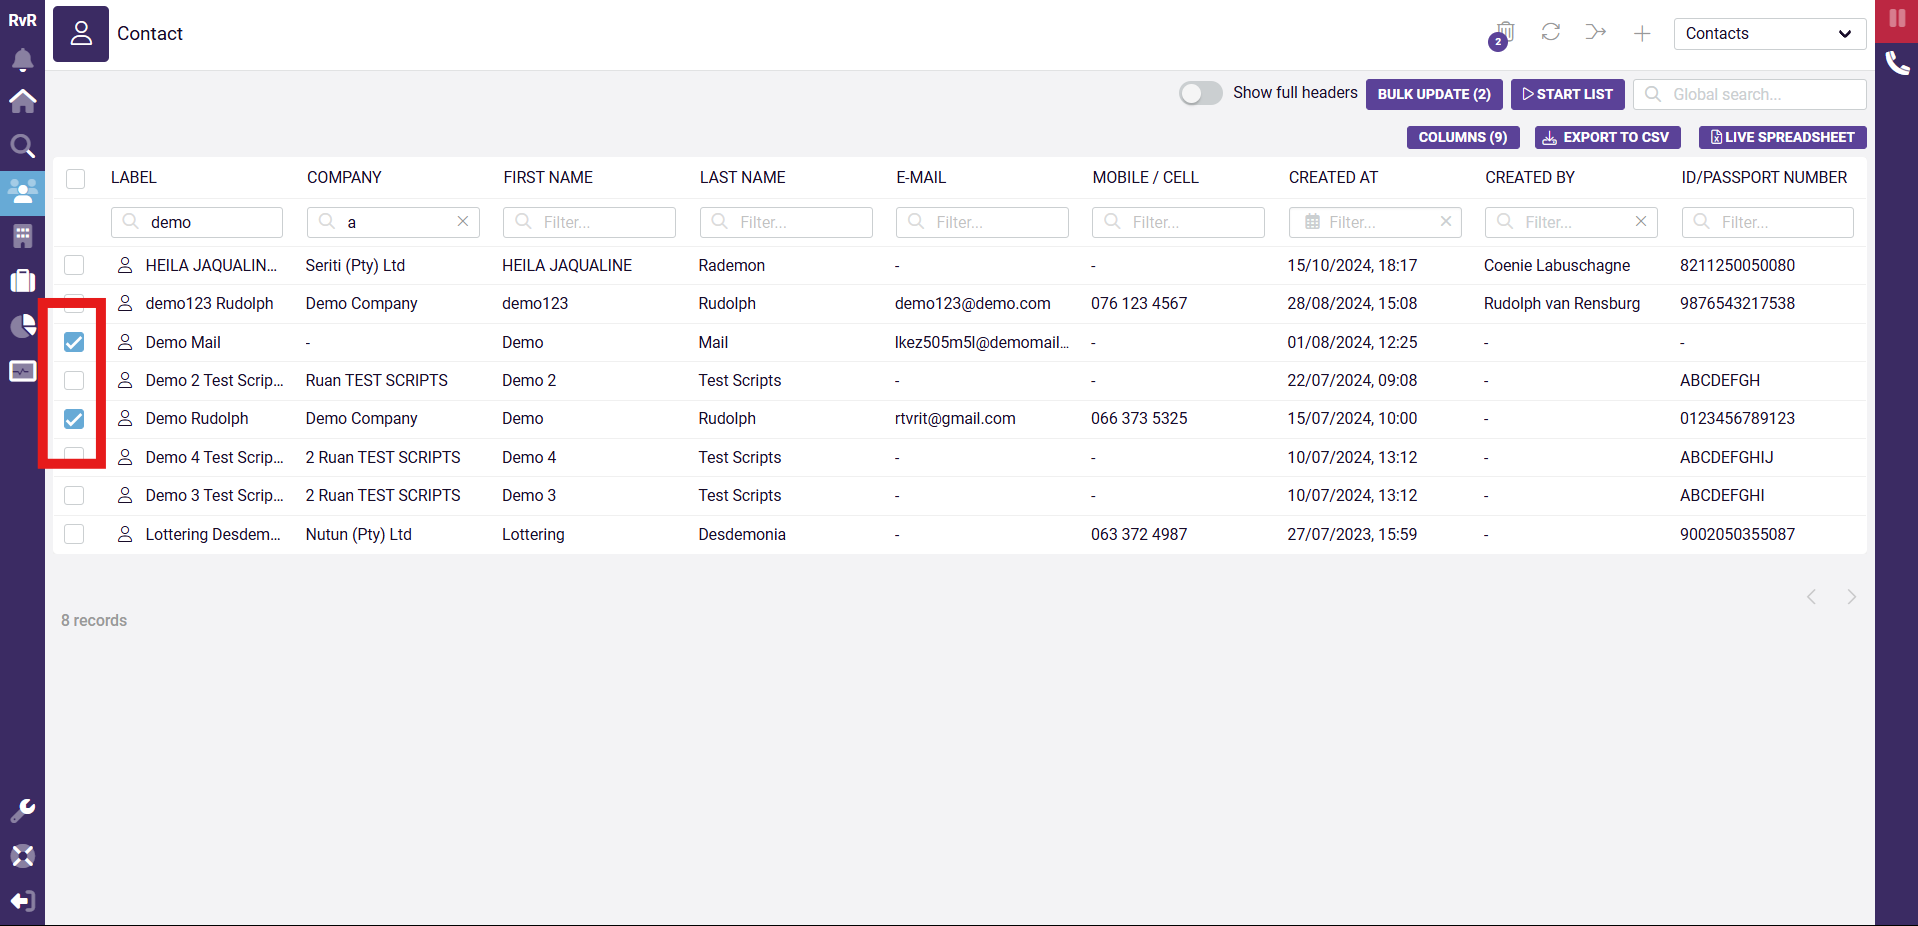 RvR
Contact
2
Contacts
Show full headers
BULK UPDATE (2)
START LIST
Global search...
COLUMNS (9)
EXPORT TO CSV
LIVE SPREADSHEET
LABEL COMPANY FIRST NAME LAST NAME E-MAIL MOBILE / CELL CREATED AT CREATED BY ID/PASSPORT NUMBER
demo a Filter... Filter... Filter... Filter... Filter... Filter... Filter...
HEILA JAQUALIN... Seriti (Pty) Ltd HEILA JAQUALINE Rademon - - 15/10/2024, 18:17 Coenie Labuschagne 8211250050080
demo123 Rudolph Demo Company demo123 Rudolph demo123@demo.com 076 123 4567 28/08/2024, 15:08 Rudolph van Rensburg 9876543217538
Demo Mail - Demo Mail lkez505m5l@demomail... - 01/08/2024, 12:25 - -
Demo 2 Test Scrip... Ruan TEST SCRIPTS Demo 2 Test Scripts - - 22/07/2024, 09:08 - ABCDEFGH
Demo Rudolph Demo Company Demo Rudolph rtvrit@gmail.com 066 373 5325 15/07/2024, 10:00 - 0123456789123
Demo 4 Test Scrip... 2 Ruan TEST SCRIPTS Demo 4 Test Scripts - - 10/07/2024, 13:12 - ABCDEFGHIJ
Demo 3 Test Scrip... 2 Ruan TEST SCRIPTS Demo 3 Test Scripts - - 10/07/2024, 13:12 - ABCDEFGHI
Lottering Desdem... Nutun (Pty) Ltd Lottering Desdemonia - 063 372 4987 27/07/2023, 15:59 - 9002050355087
8 records